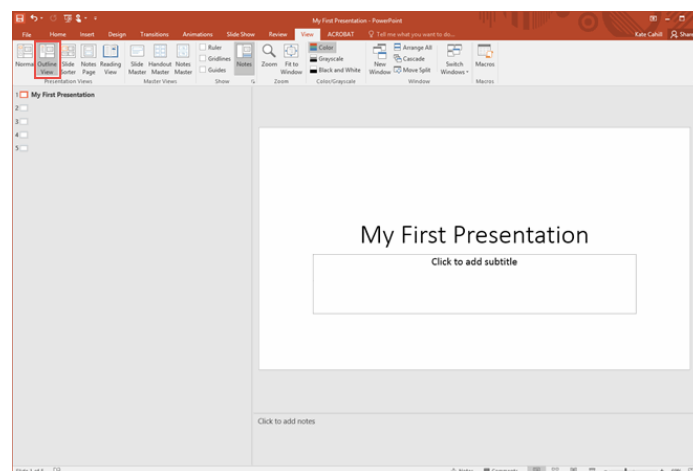 My First Presentation - PowerPoint
File Home Insert Design Transitions Animations Slide Show Review View ACROBAT Tell me what you want to do... Kate Cahill Share
Normal Outline View Slide Sorter Notes Page Reading View
Presentation Views
Slide Master Handout Master Notes Master
Master Views
Ruler
Gridlines
Guides
Notes
Show
Zoom Fit to Window
Zoom
Color
Grayscale
Black and White
Color/Grayscale
New Window
Arrange All
Cascade
Move Split
Switch Windows
Window
Macros
Macros
1 My First Presentation
2
3
4
5
My First Presentation
Click to add subtitle
Click to add notes
Slide 1 of 5
Notes Comments